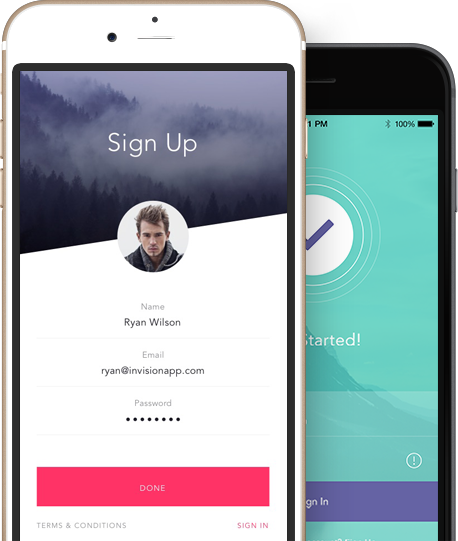 Sign Up
Name
Ryan Wilson
Email
ryan@invisionapp.com
Password
DONE
TERMS & CONDITIONS
SIGN IN
1 PM
100%
Started!
gn In